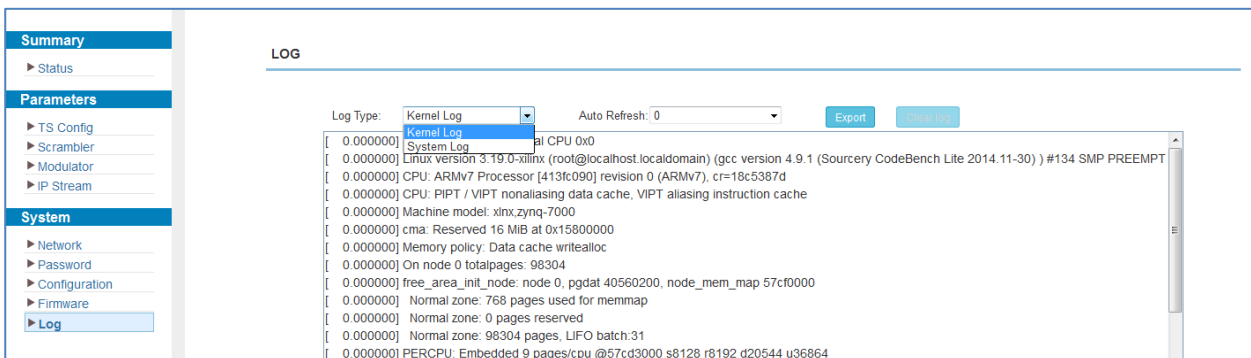 Summary
Status
Parameters
TS Config
Scrambler
Modulator
IP Stream
System
Network
Password
Configuration
Firmware
Log
LOG
Log Type: Kernel Log Auto Refresh: 0 Export Clear log
Kernel Log
System Log
[ 0.000000] al CPU 0x0
[ 0.000000] Linux version 3.19.0-xilinx (root@localhost.localdomain) (gcc version 4.9.1 (Sourcery CodeBench Lite 2014.11-30) ) #134 SMP PREEMPT
[ 0.000000] CPU: ARMv7 Processor [413fc090] revision 0 (ARMv7), cr=18c5387d
[ 0.000000] CPU: PIPT / VIPT nonaliasing data cache, VIPT aliasing instruction cache
[ 0.000000] Machine model: xlnx,zynq-7000
[ 0.000000] cma: Reserved 16 MiB at 0x15800000
[ 0.000000] Memory policy: Data cache writealloc
[ 0.000000] On node 0 totalpages: 98304
[ 0.000000] free_area_init_node: node 0, pgdat 40560200, node_mem_map 57cf0000
[ 0.000000] Normal zone: 768 pages used for memmap
[ 0.000000] Normal zone: 0 pages reserved
[ 0.000000] Normal zone: 98304 pages, LIFO batch:31
[ 0.000000] PERCPU: Embedded 9 pages/cpu @57cd3000 s8128 r8192 d20544 u36864